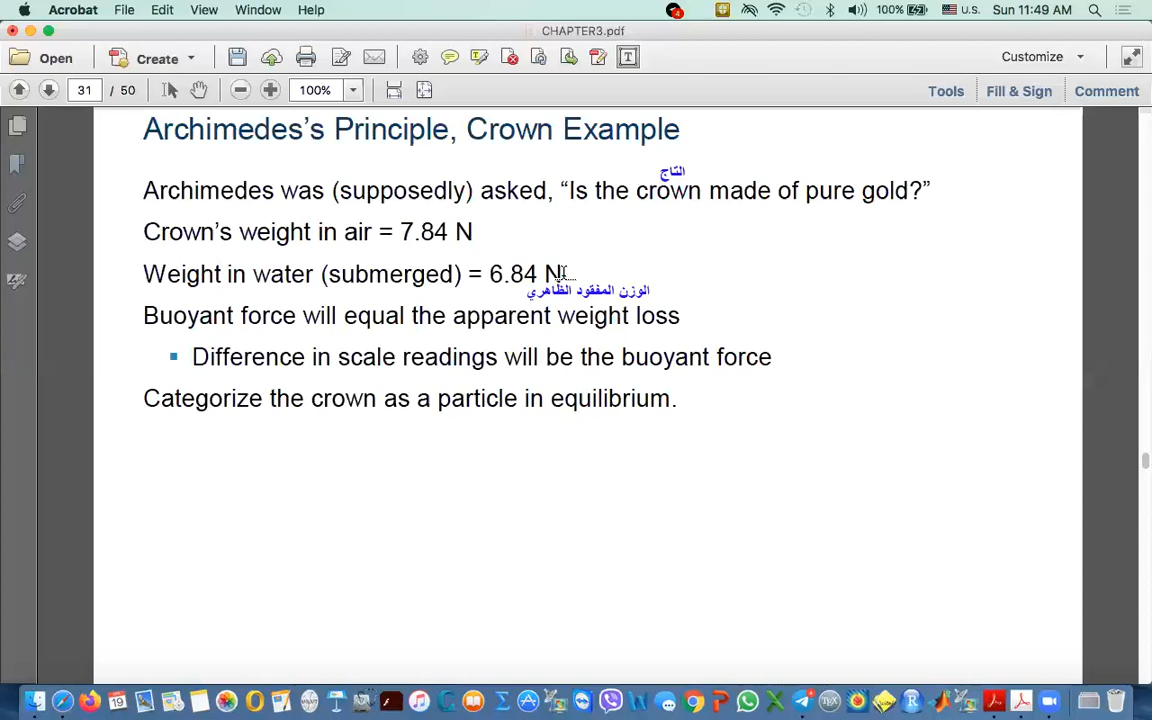 Acrobat File Edit View Window Help 4 100% U.S. Sun 11:49 AM
CHAPTER3.pdf
Open Create Customize
31 / 50 100% Tools Fill & Sign Comment
Archimedes's Principle, Crown Example
التاج
Archimedes was (supposedly) asked, “Is the crown made of pure gold?”
Crown's weight in air = 7.84 N
Weight in water (submerged) = 6.84 N
الوزن المفقود الظاهري
Buoyant force will equal the apparent weight loss
Difference in scale readings will be the buoyant force
Categorize the crown as a particle in equilibrium.